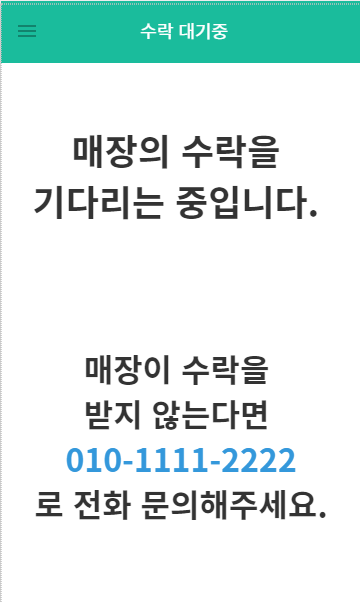 수락 대기중
매장의 수락을
기다리는 중입니다.
매장이 수락을
받지 않는다면
010-1111-2222
로 전화 문의해주세요.